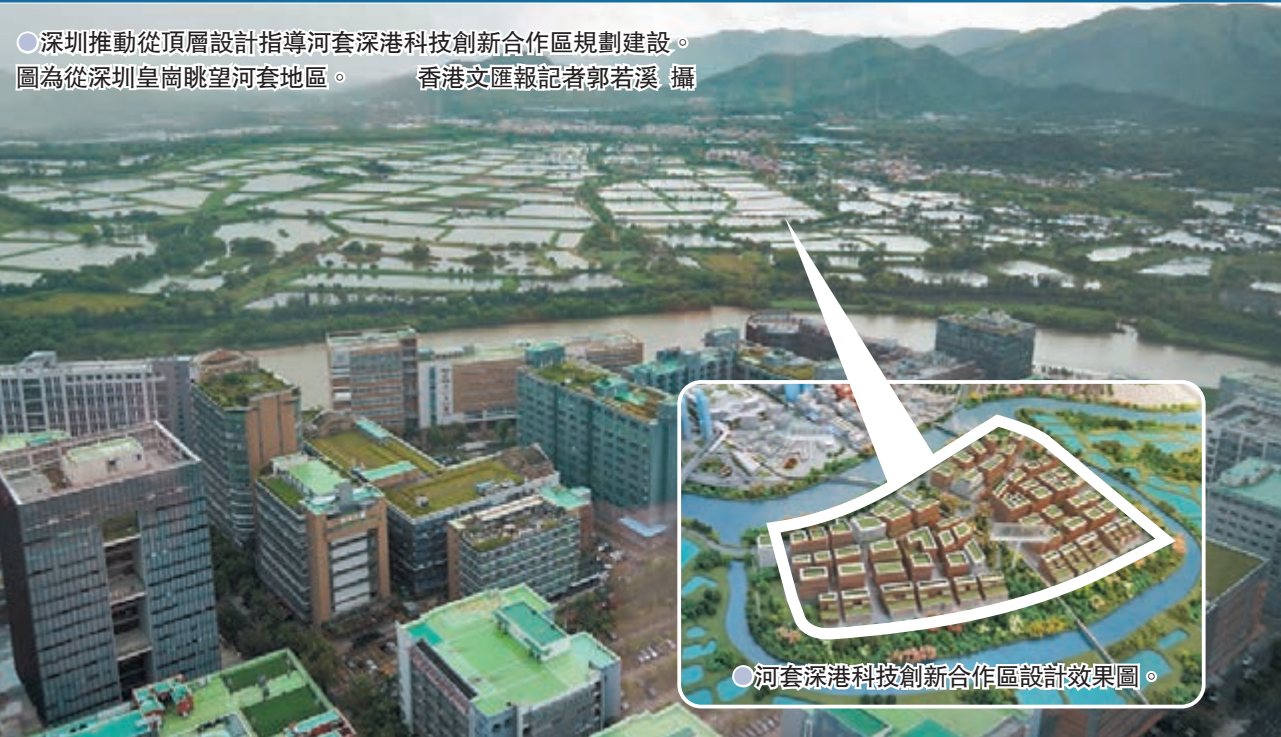 ●深圳推動從頂層設計指導河套深港科技創新合作區規劃建設。
圖為從深圳皇崗眺望河套地區。 香港文匯報記者郭若溪 攝
●河套深港科技創新合作區設計效果圖。